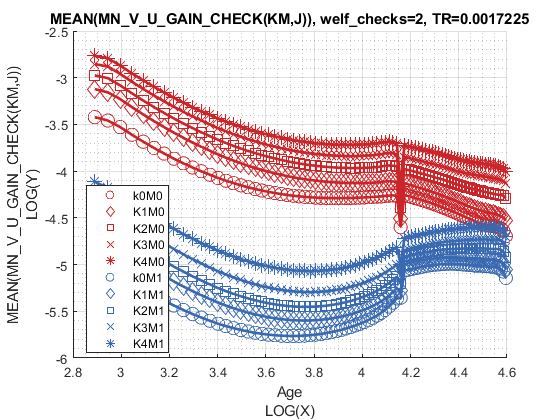 MEAN(MN_V_U_GAIN_CHECK(KM,J)), welf_checks=2, TR=0.0017225
MEAN(MN_V_U_GAIN_CHECK(KM,J))
LOG(Y)
-2.5
-3
-3.5
-4
-4.5
-5
-5.5
-6
k0M0
K1M0
K2M0
K3M0
K4M0
k0M1
K1M1
K2M1
K3M1
K4M1
2.8 3 3.2 3.4 3.6 3.8 4 4.2 4.4 4.6
Age
LOG(X)